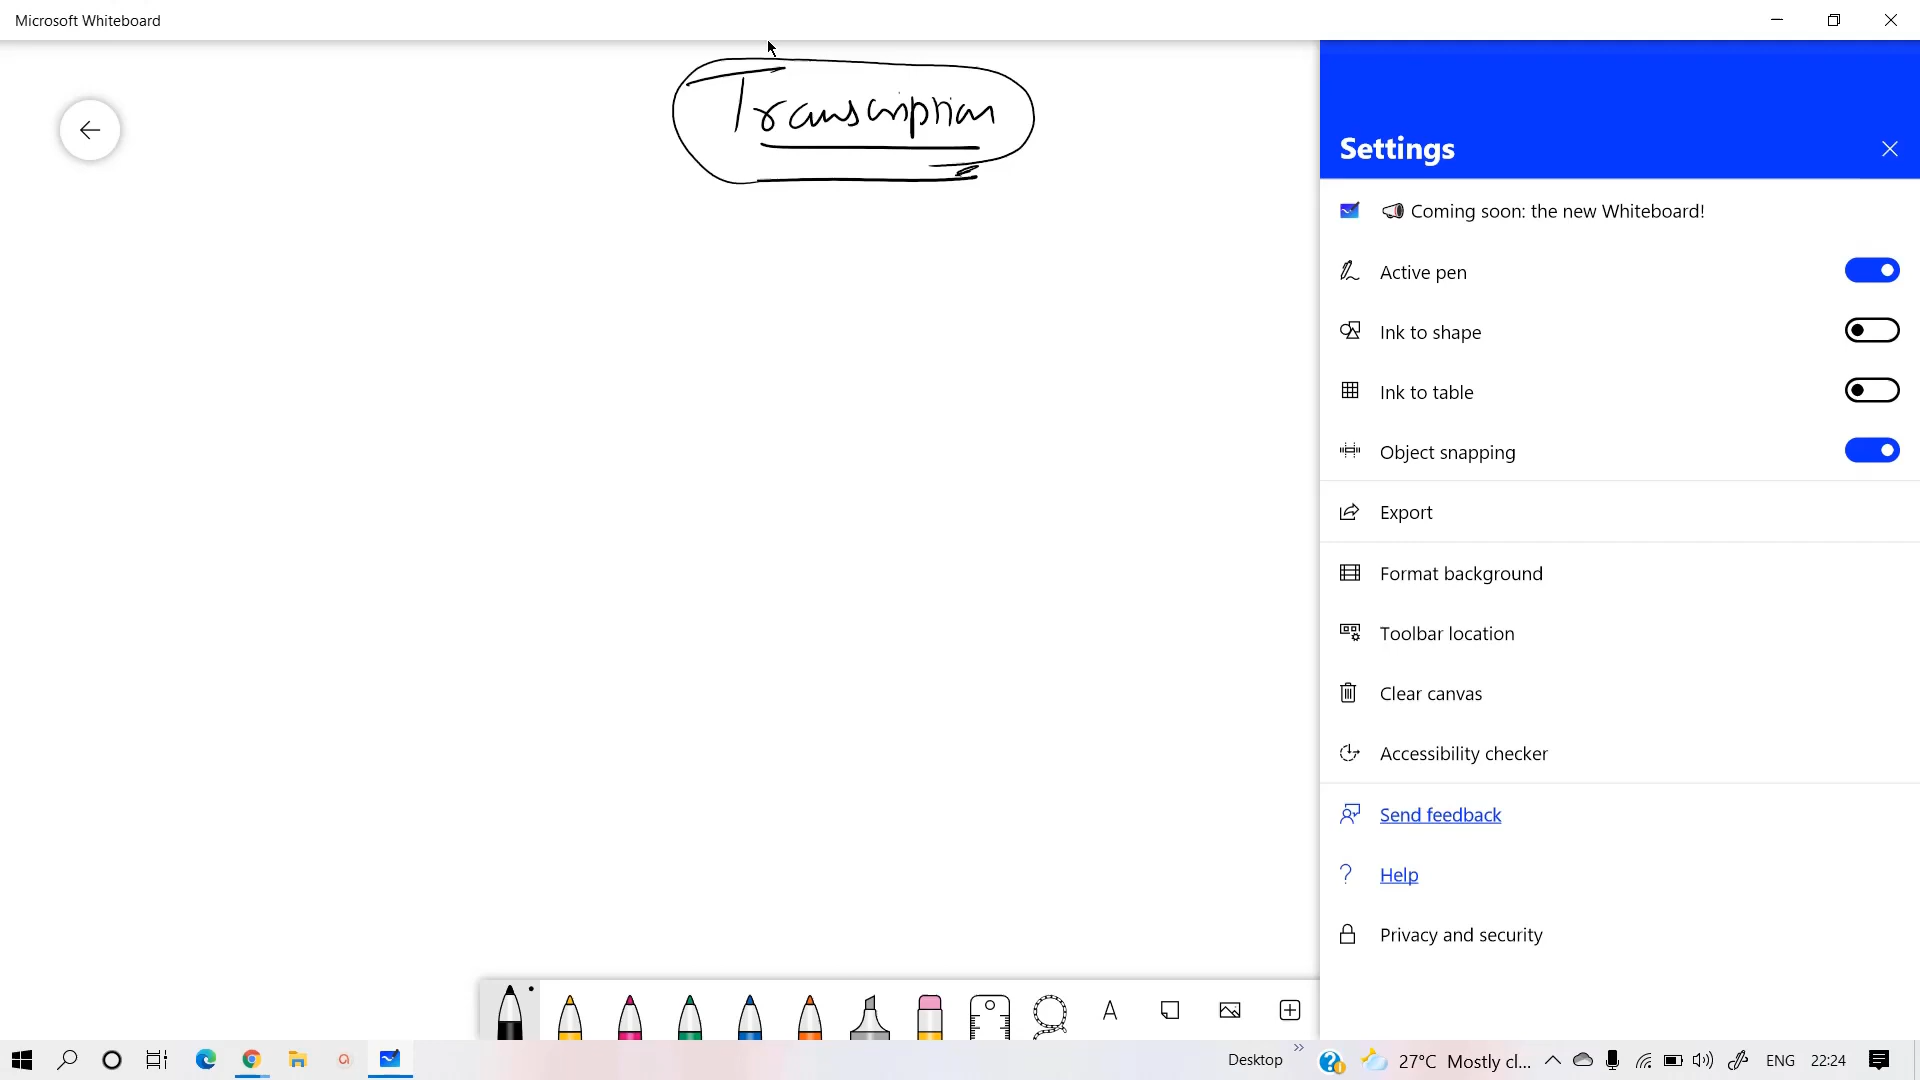 Microsoft Whiteboard
Transcription
Settings
Coming soon: the new Whiteboard!
Active pen
Ink to shape
Ink to table
Object snapping
Export
Format background
Toolbar location
Clear canvas
Accessibility checker
Send feedback
Help
Privacy and security
Desktop
27°C Mostly cl...
ENG
22:24